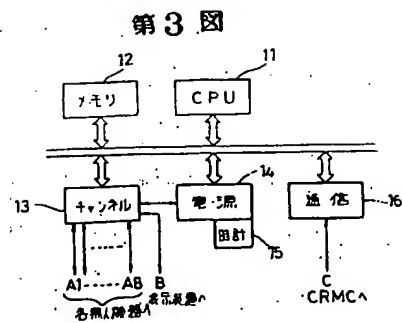 第3図
12
11
メモリ
CPU
14
13
チャンネル
電源
通信
16
時計
15
A1
A8
B
C
各無人機器へ
表示装置へ
CRMCへ